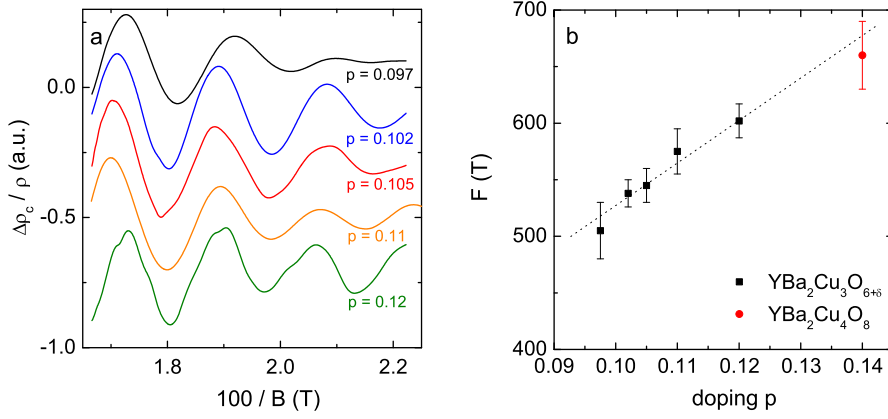 a
p = 0.097
p = 0.102
p = 0.105
p = 0.11
p = 0.12
0.0
-0.5
-1.0
Δρc / ρ (a.u.)
1.8
2.0
2.2
100 / B (T)
b
700
600
500
400
F (T)
YBa2Cu3O6+δ
YBa2Cu4O8
0.09
0.10
0.11
0.12
0.13
0.14
doping p